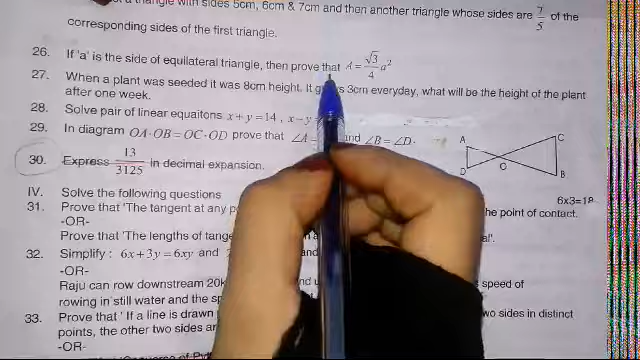 a triangle with sides 5cm, 6cm & 7cm and then another triangle whose sides are 7/5 of the
corresponding sides of the first triangle.
26. If 'a' is the side of equilateral triangle, then prove that A = √3/4 a²
27. When a plant was seeded it was 8cm height. It 3cm everyday, what will be the height of the plant
after one week.
28. Solve pair of linear equaitons x + y = 14 , x − y
29. In diagram OA·OB = OC·OD prove that ∠A = and ∠B = ∠D·
A
C
D
O
B
30. Express 13/3125 in decimal expansion.
6x3=18
IV. Solve the following questions
31. Prove that 'The tangent at any p the point of contact.
-OR-
Prove that 'The lengths of tange al'.
32. Simplify : 6x + 3y = 6xy and and
-OR-
Raju can row downstream 20k und u speed of
rowing in still water and the sp
33. Prove that ' If a line is drawn wo sides in distinct
points, the other two sides are
-OR-